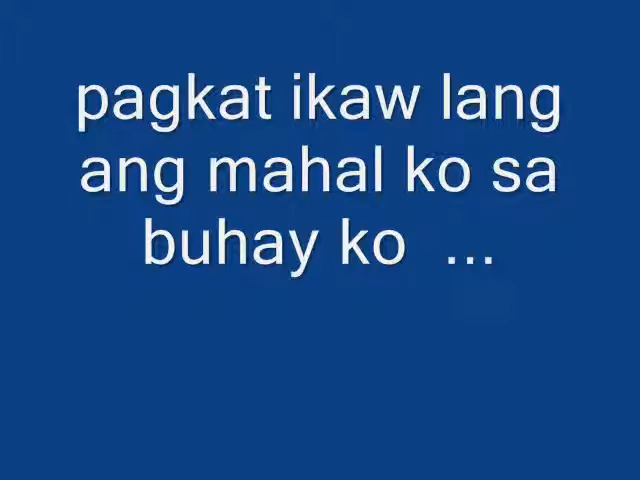 pagkat ikaw lang
ang mahal ko sa
buhay ko ...